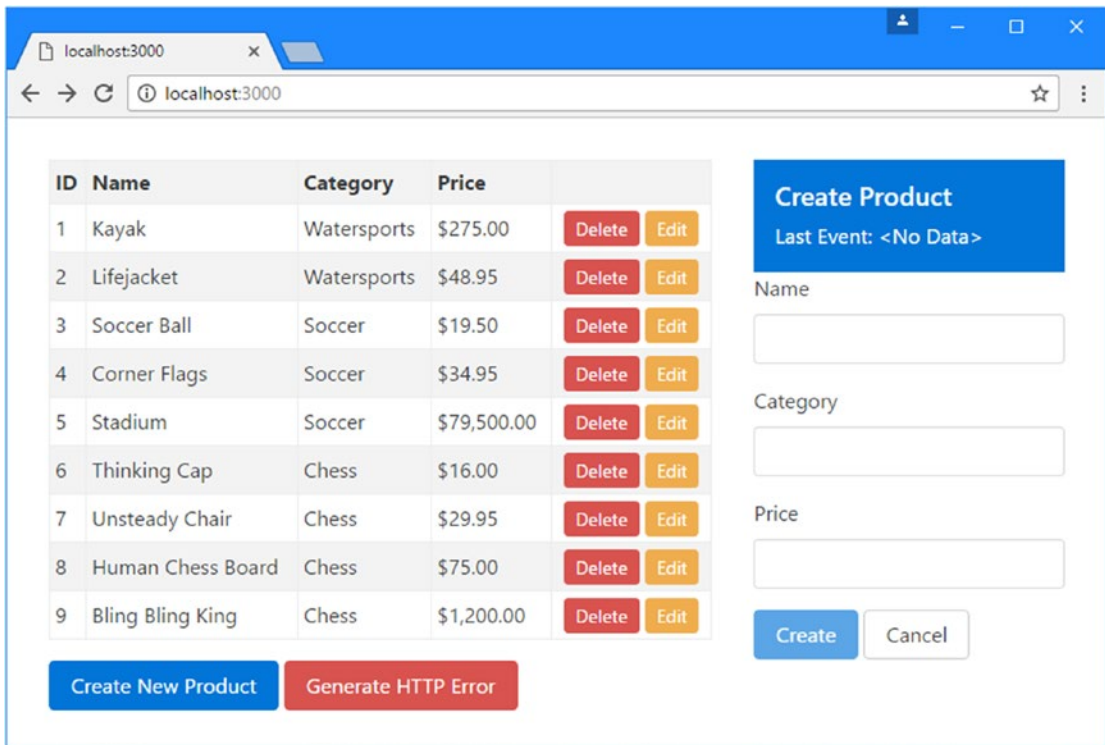 localhost:3000
localhost:3000
ID Name Category Price
1 Kayak Watersports $275.00 Delete Edit
2 Lifejacket Watersports $48.95 Delete Edit
3 Soccer Ball Soccer $19.50 Delete Edit
4 Corner Flags Soccer $34.95 Delete Edit
5 Stadium Soccer $79,500.00 Delete Edit
6 Thinking Cap Chess $16.00 Delete Edit
7 Unsteady Chair Chess $29.95 Delete Edit
8 Human Chess Board Chess $75.00 Delete Edit
9 Bling Bling King Chess $1,200.00 Delete Edit
Create New Product Generate HTTP Error
Create Product
Last Event: <No Data>
Name
Category
Price
Create Cancel